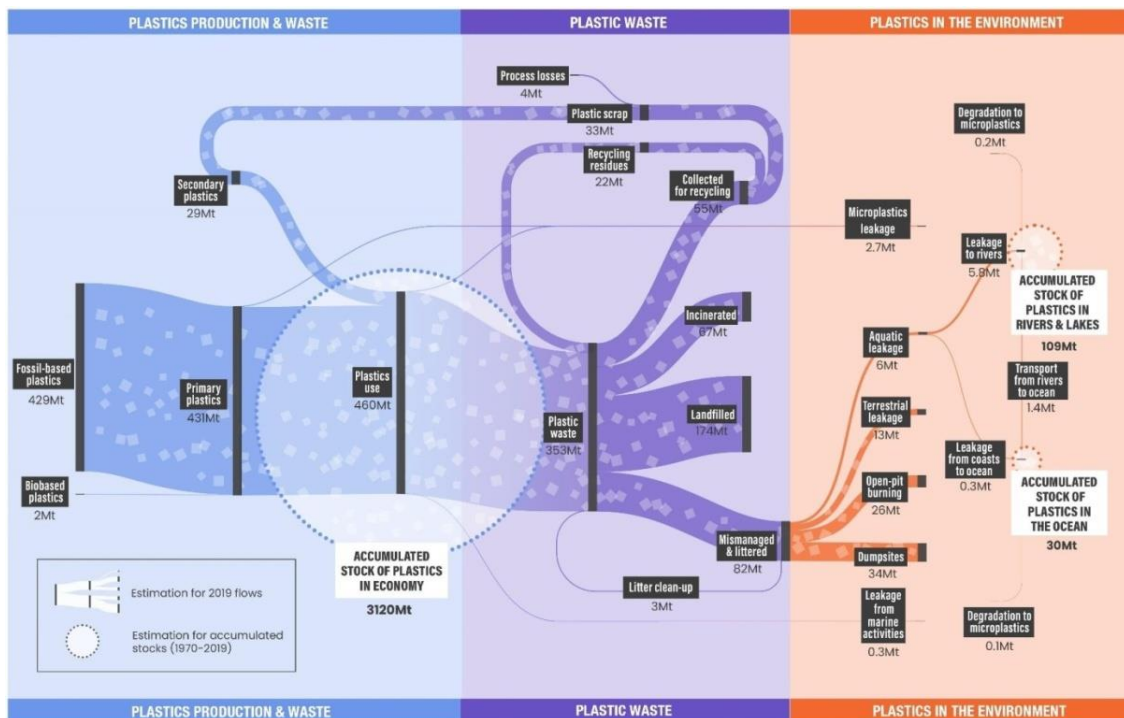 PLASTICS PRODUCTION & WASTE
PLASTIC WASTE
PLASTICS IN THE ENVIRONMENT
Process losses
4Mt
Plastic scrap
33Mt
Recycling
residues
22Mt
Collected
for recycling
55Mt
Secondary
plastics
29Mt
Degradation to
microplastics
0.2Mt
Microplastics
leakage
2.7Mt
Leakage
to rivers
5.8Mt
ACCUMULATED
STOCK OF
PLASTICS IN
RIVERS & LAKES
109Mt
Fossil-based
plastics
429Mt
Primary
plastics
431Mt
Plastics
use
460Mt
Plastic
waste
353Mt
Incinerated
67Mt
Landfilled
174Mt
Aquatic
leakage
6Mt
Transport
from rivers
to ocean
1.4Mt
Terrestrial
leakage
13Mt
Leakage
from coasts
to ocean
0.3Mt
Open-pit
burning
26Mt
ACCUMULATED
STOCK OF
PLASTICS IN
THE OCEAN
30Mt
Biobased
plastics
2Mt
Mismanaged
& littered
82Mt
Dumpsites
34Mt
ACCUMULATED
STOCK OF PLASTICS
IN ECONOMY
3120Mt
Litter clean-up
3Mt
Leakage
from
marine
activities
0.3Mt
Degradation to
microplastics
0.1Mt
Estimation for 2019 flows
Estimation for accumulated
stocks (1970-2019)
PLASTICS PRODUCTION & WASTE
PLASTIC WASTE
PLASTICS IN THE ENVIRONMENT